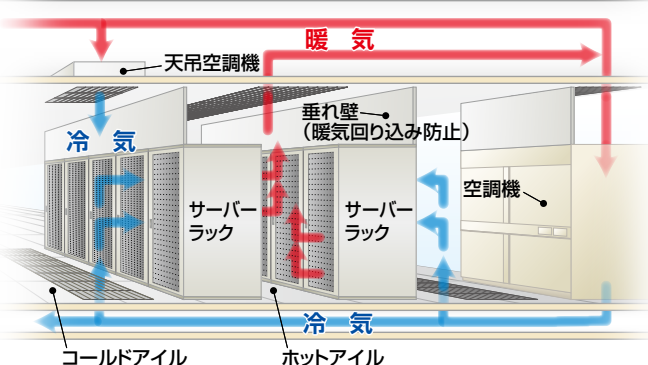 暖 気
天吊空調機
垂れ壁
（暖気回り込み防止）
冷 気
空調機
サーバー
ラック
サーバー
ラック
冷 気
コールドアイル
ホットアイル